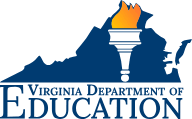 VIRGINIA DEPARTMENT OF
EDUCATION